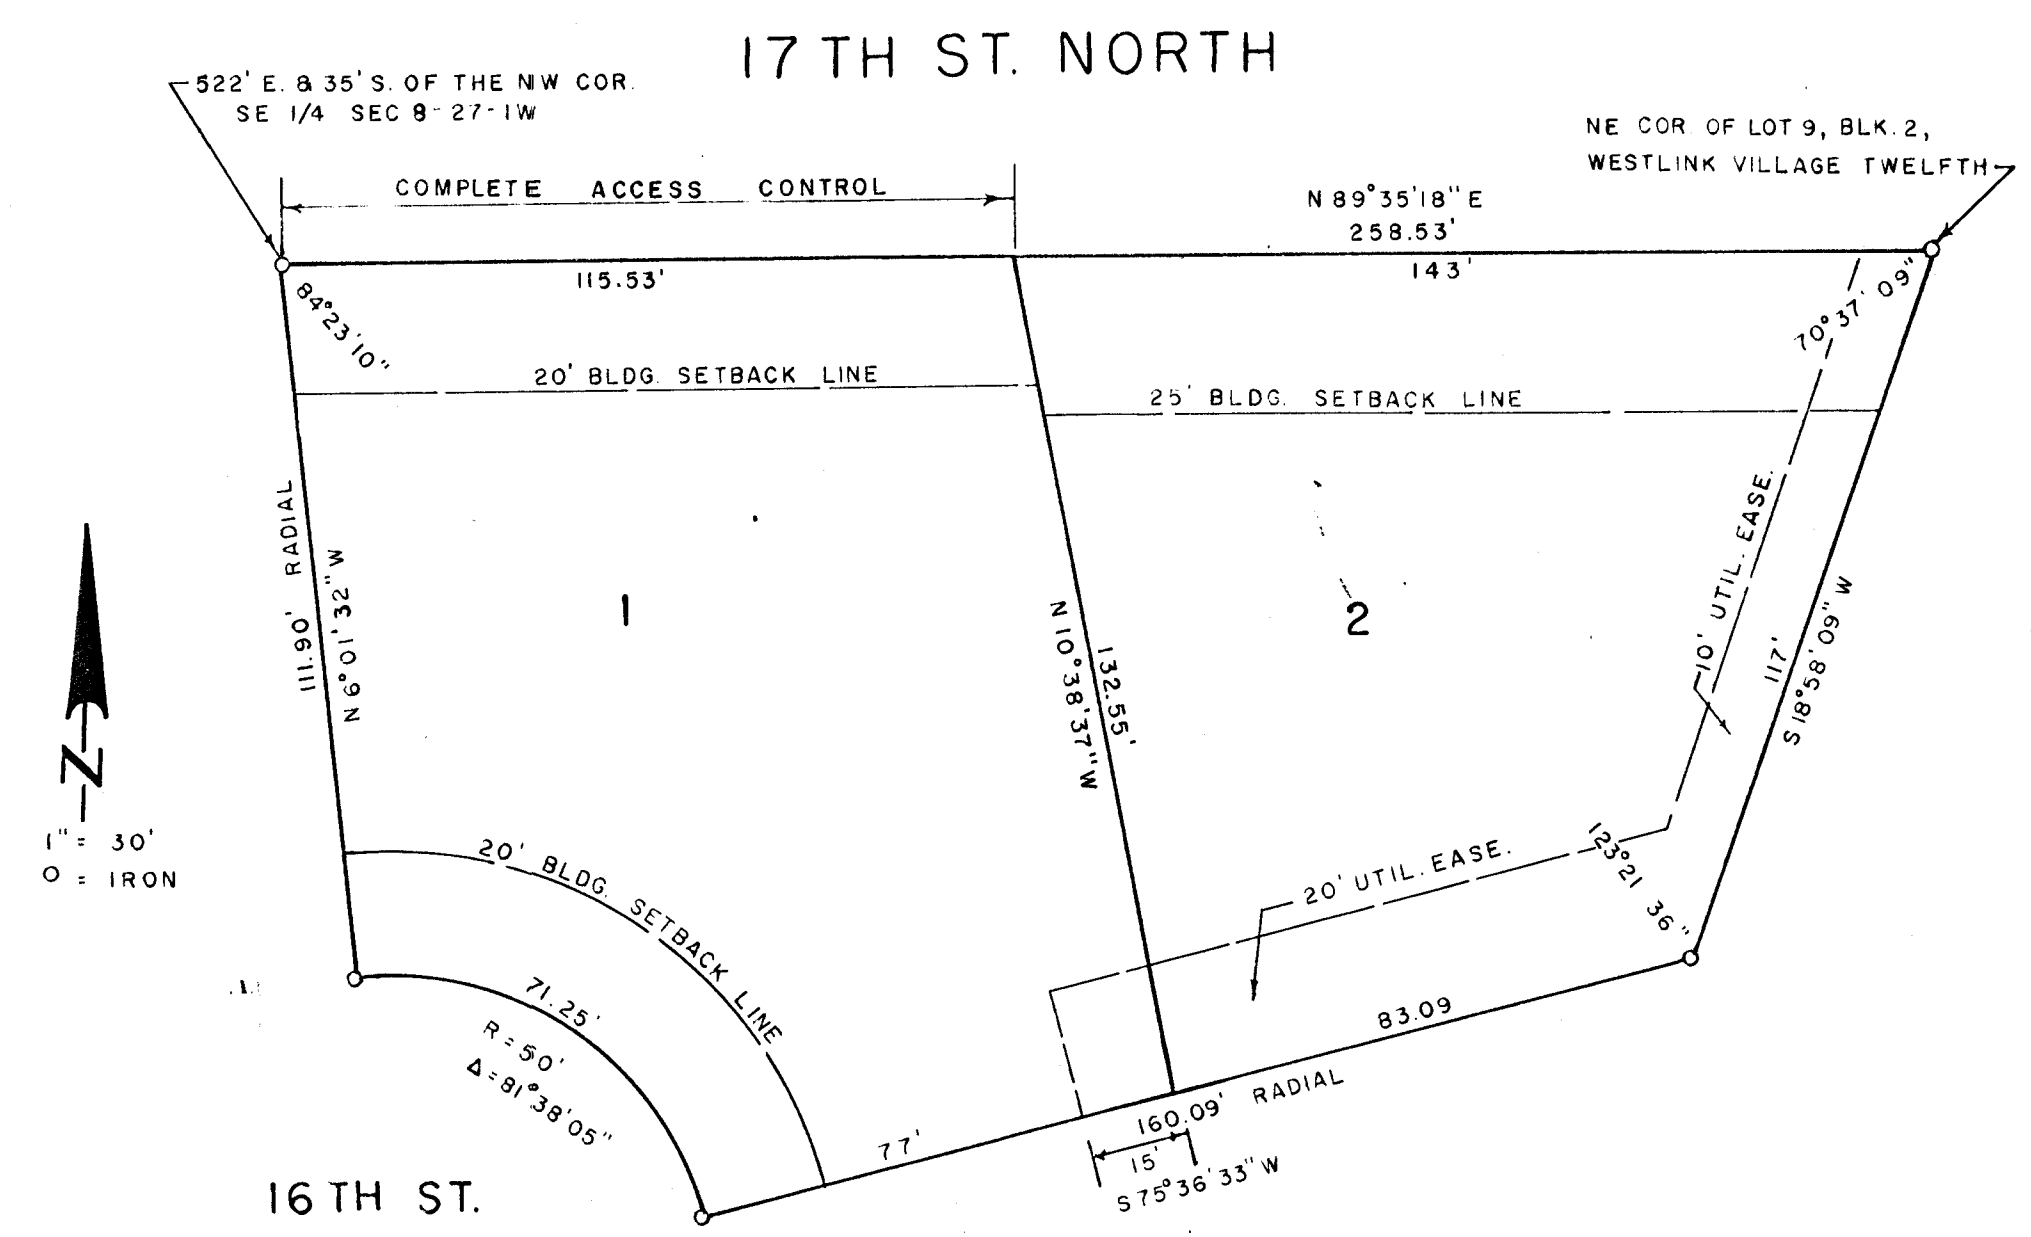 17TH ST. NORTH
522' E. & 35' S. OF THE NW COR.
SE 1/4 SEC 8-27-1W
NE COR. OF LOT 9, BLK. 2,
WESTLINK VILLAGE TWELFTH
COMPLETE ACCESS CONTROL
N 89°35'18" E
258.53'
115.53'
143'
84°23'10"
70°37'09"
20' BLDG. SETBACK LINE
25' BLDG. SETBACK LINE
111.90' RADIAL
N 6°01'32" W
1
N 10°38'37" W
132.55'
2
10' UTIL. EASE.
117'
S 18°58'09" W
N
1" = 30'
O = IRON
20' BLDG. SETBACK LINE
20' UTIL. EASE.
123°21 36"
71.25'
R = 50'
Δ = 81°38'05"
83.09
160.09' RADIAL
77'
15'
S 75°36'33" W
16TH ST.